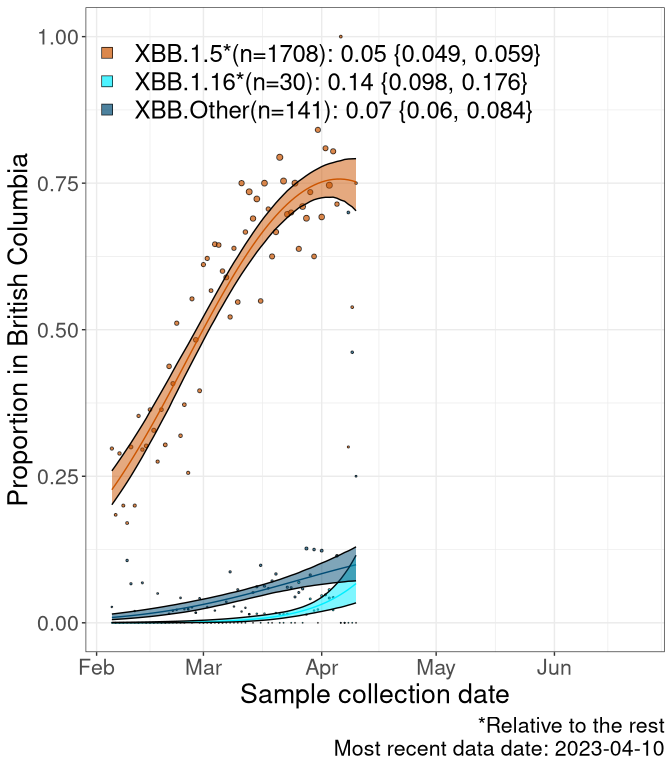 XBB.1.5*(n=1708): 0.05 {0.049, 0.059}
XBB.1.16*(n=30): 0.14 {0.098, 0.176}
XBB.Other(n=141): 0.07 {0.06, 0.084}
Proportion in British Columbia
1.00
0.75
0.50
0.25
0.00
Feb Mar Apr May Jun
Sample collection date
*Relative to the rest
Most recent data date: 2023-04-10